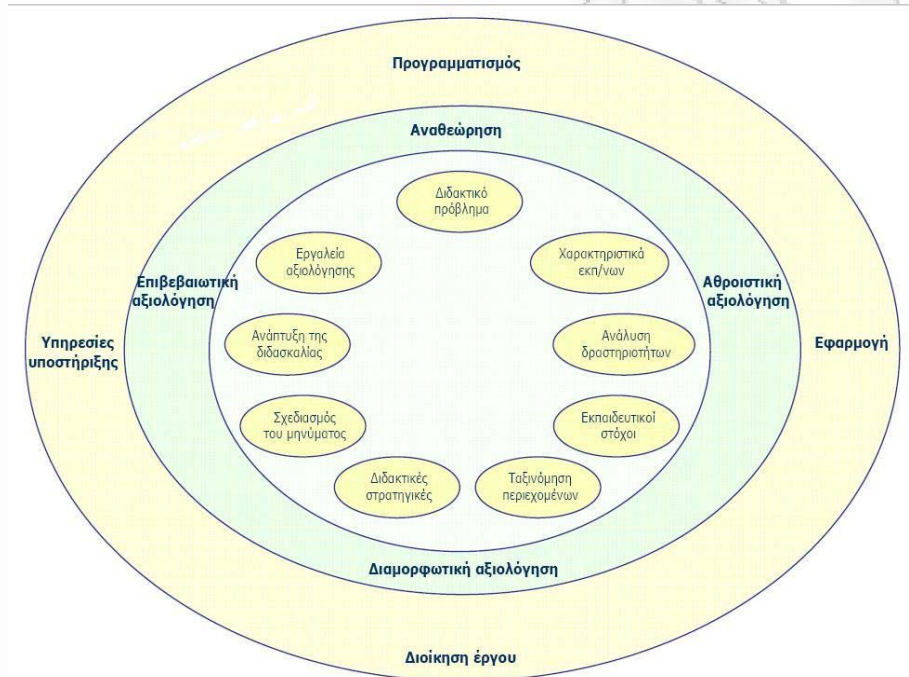 Προγραμματισμός
Αναθεώρηση
Διδακτικό
πρόβλημα
Εργαλεία
αξιολόγησης
Χαρακτηριστικά
εκπ/νων
Επιβεβαιωτική
αξιολόγηση
Αθροιστική
αξιολόγηση
Υπηρεσίες
υποστήριξης
Ανάπτυξη της
διδασκαλίας
Ανάλυση
δραστηριοτήτων
Εφαρμογή
Σχεδιασμός
του μηνύματος
Εκπαιδευτικοί
στόχοι
Διδακτικές
στρατηγικές
Ταξινόμηση
περιεχομένων
Διαμορφωτική αξιολόγηση
Διοίκηση έργου